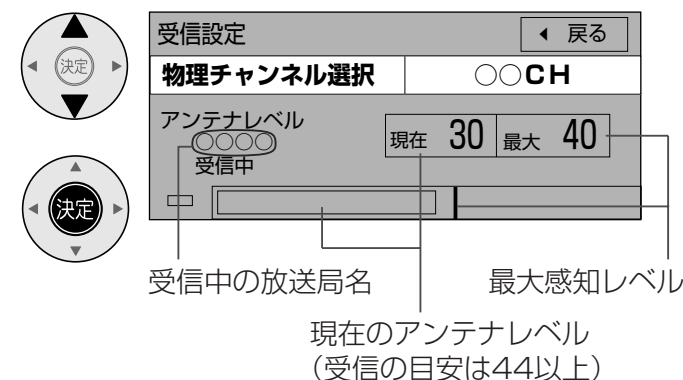 決定
決定
受信設定
戻る
物理チャンネル選択 ○○CH
アンテナレベル
○○○○
受信中
現在 30 最大 40
受信中の放送局名
最大感知レベル
現在のアンテナレベル
（受信の目安は44以上）